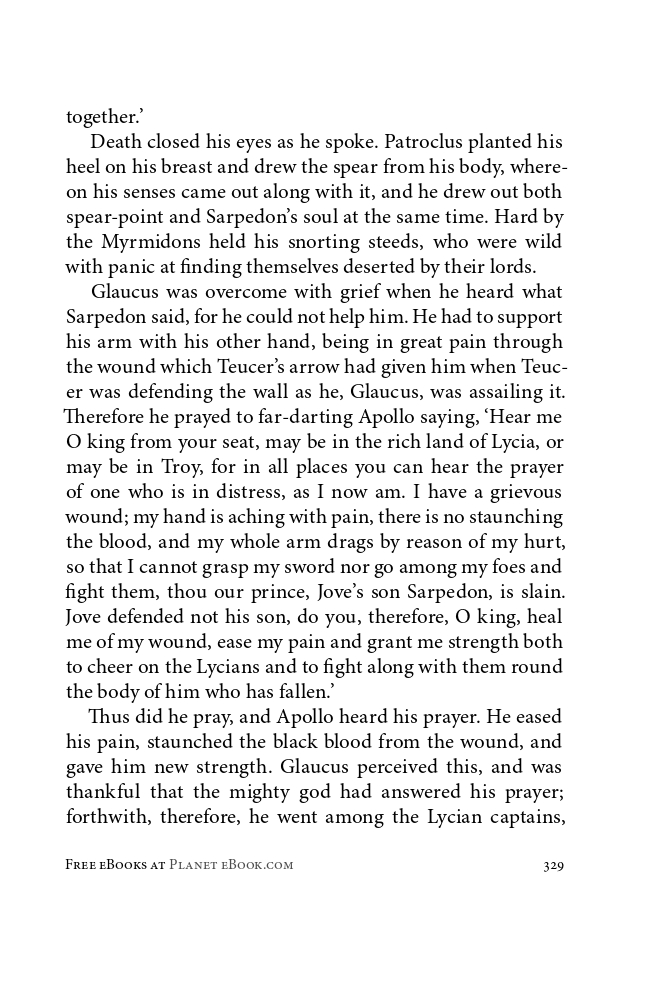 together.’
Death closed his eyes as he spoke. Patroclus planted his
heel on his breast and drew the spear from his body, where-
on his senses came out along with it, and he drew out both
spear-point and Sarpedon’s soul at the same time. Hard by
the Myrmidons held his snorting steeds, who were wild
with panic at finding themselves deserted by their lords.
Glaucus was overcome with grief when he heard what
Sarpedon said, for he could not help him. He had to support
his arm with his other hand, being in great pain through
the wound which Teucer’s arrow had given him when Teuc-
er was defending the wall as he, Glaucus, was assailing it.
Therefore he prayed to far-darting Apollo saying, ‘Hear me
O king from your seat, may be in the rich land of Lycia, or
may be in Troy, for in all places you can hear the prayer
of one who is in distress, as I now am. I have a grievous
wound; my hand is aching with pain, there is no staunching
the blood, and my whole arm drags by reason of my hurt,
so that I cannot grasp my sword nor go among my foes and
fight them, thou our prince, Jove’s son Sarpedon, is slain.
Jove defended not his son, do you, therefore, O king, heal
me of my wound, ease my pain and grant me strength both
to cheer on the Lycians and to fight along with them round
the body of him who has fallen.’
Thus did he pray, and Apollo heard his prayer. He eased
his pain, staunched the black blood from the wound, and
gave him new strength. Glaucus perceived this, and was
thankful that the mighty god had answered his prayer;
forthwith, therefore, he went among the Lycian captains,
Free eBooks at Planet eBook.com
329